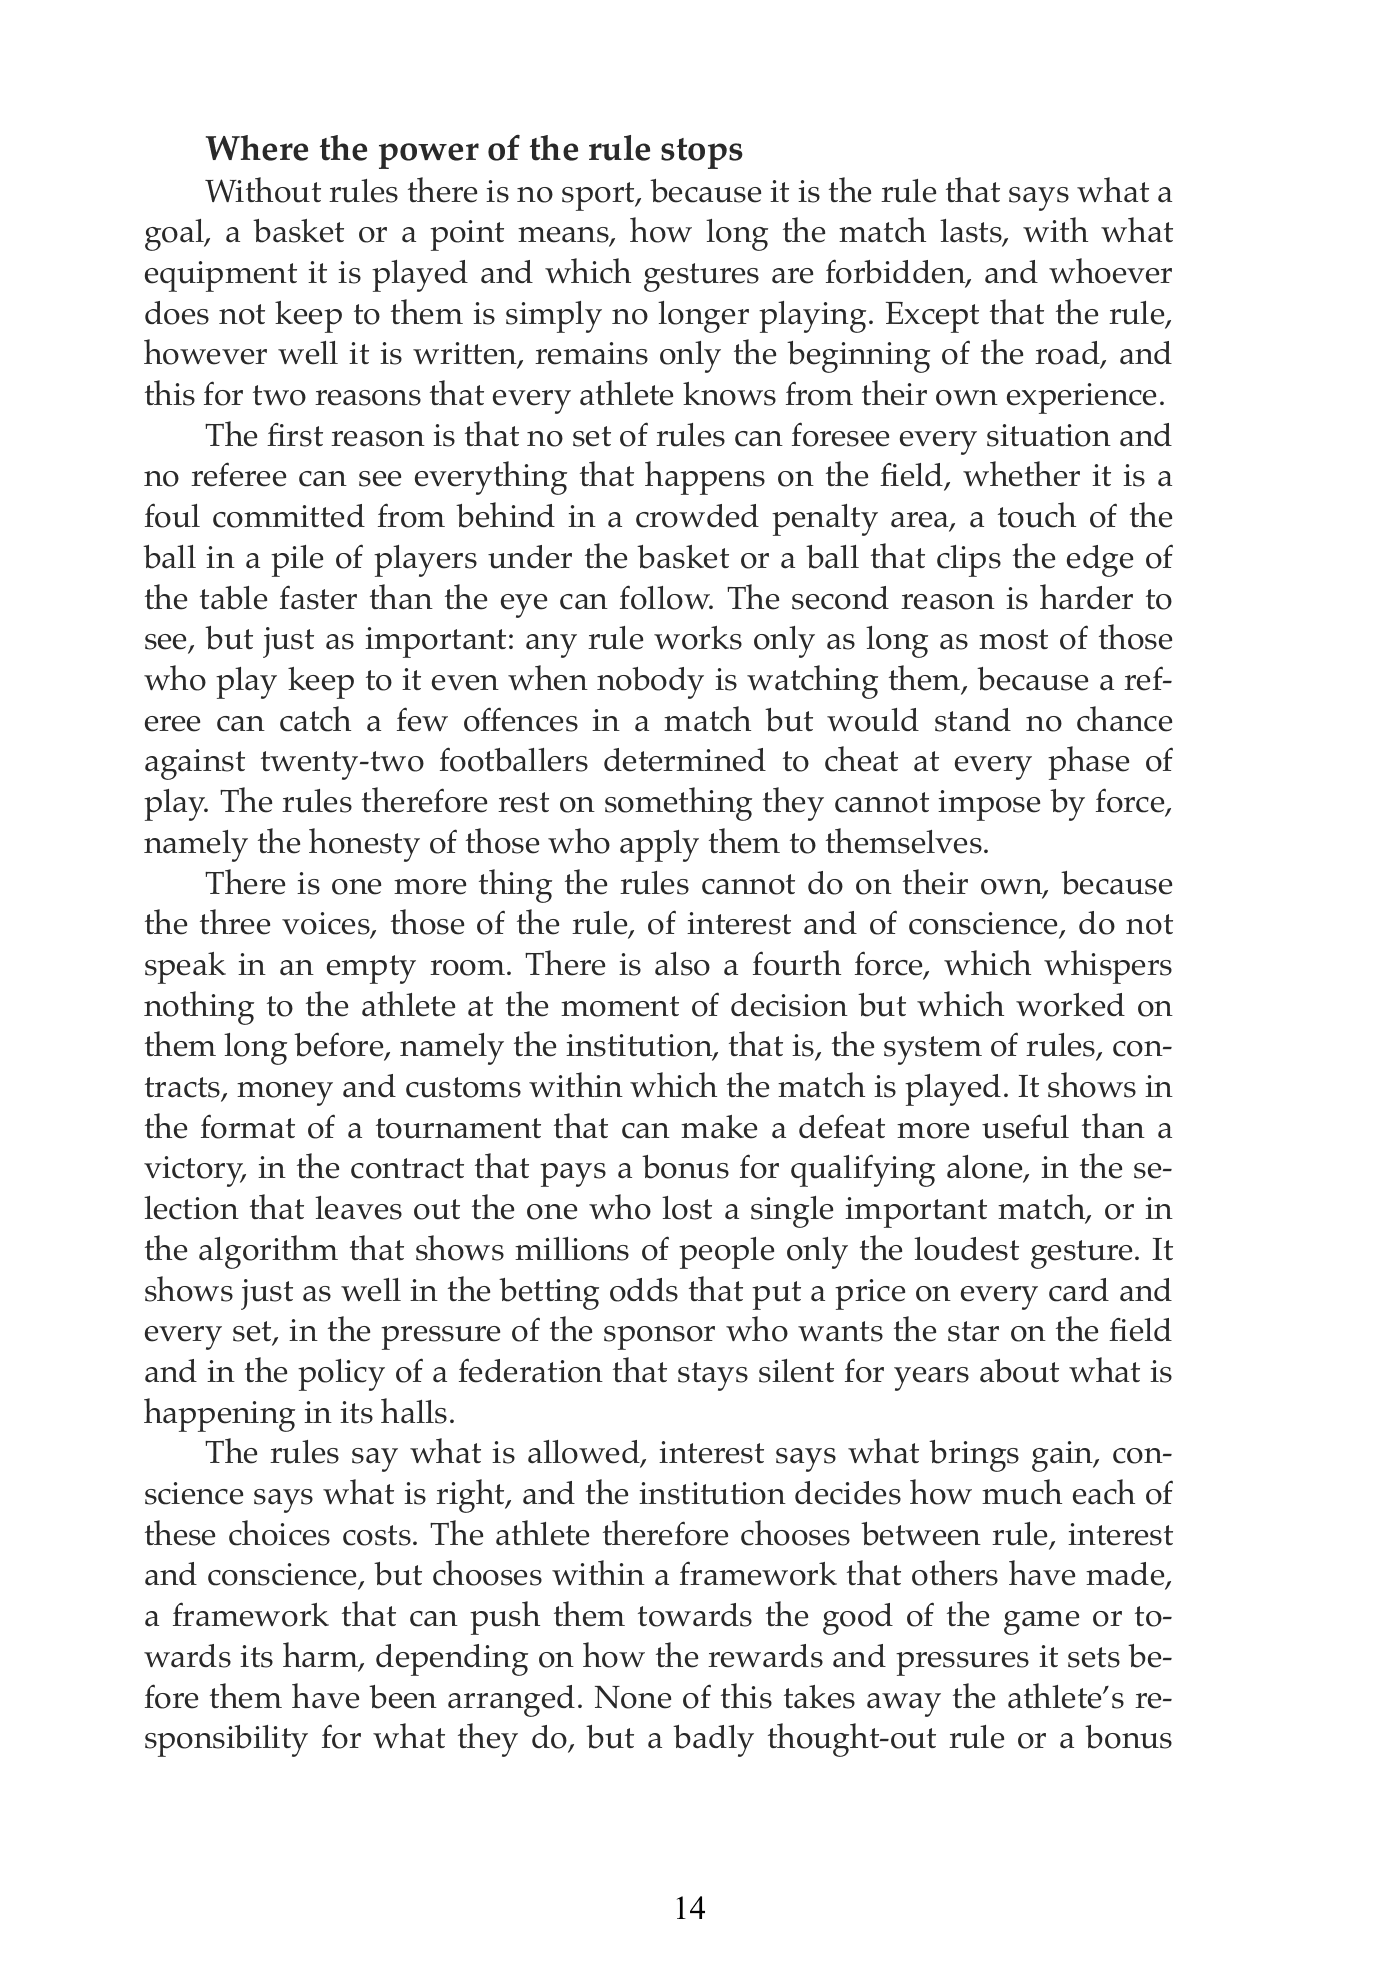 Where the power of the rule stops
Without rules there is no sport, because it is the rule that says what a
goal, a basket or a point means, how long the match lasts, with what
equipment it is played and which gestures are forbidden, and whoever
does not keep to them is simply no longer playing. Except that the rule,
however well it is written, remains only the beginning of the road, and
this for two reasons that every athlete knows from their own experience.
The first reason is that no set of rules can foresee every situation and
no referee can see everything that happens on the field, whether it is a
foul committed from behind in a crowded penalty area, a touch of the
ball in a pile of players under the basket or a ball that clips the edge of
the table faster than the eye can follow. The second reason is harder to
see, but just as important: any rule works only as long as most of those
who play keep to it even when nobody is watching them, because a ref-
eree can catch a few offences in a match but would stand no chance
against twenty-two footballers determined to cheat at every phase of
play. The rules therefore rest on something they cannot impose by force,
namely the honesty of those who apply them to themselves.
There is one more thing the rules cannot do on their own, because
the three voices, those of the rule, of interest and of conscience, do not
speak in an empty room. There is also a fourth force, which whispers
nothing to the athlete at the moment of decision but which worked on
them long before, namely the institution, that is, the system of rules, con-
tracts, money and customs within which the match is played. It shows in
the format of a tournament that can make a defeat more useful than a
victory, in the contract that pays a bonus for qualifying alone, in the se-
lection that leaves out the one who lost a single important match, or in
the algorithm that shows millions of people only the loudest gesture. It
shows just as well in the betting odds that put a price on every card and
every set, in the pressure of the sponsor who wants the star on the field
and in the policy of a federation that stays silent for years about what is
happening in its halls.
The rules say what is allowed, interest says what brings gain, con-
science says what is right, and the institution decides how much each of
these choices costs. The athlete therefore chooses between rule, interest
and conscience, but chooses within a framework that others have made,
a framework that can push them towards the good of the game or to-
wards its harm, depending on how the rewards and pressures it sets be-
fore them have been arranged. None of this takes away the athlete’s re-
sponsibility for what they do, but a badly thought-out rule or a bonus
14